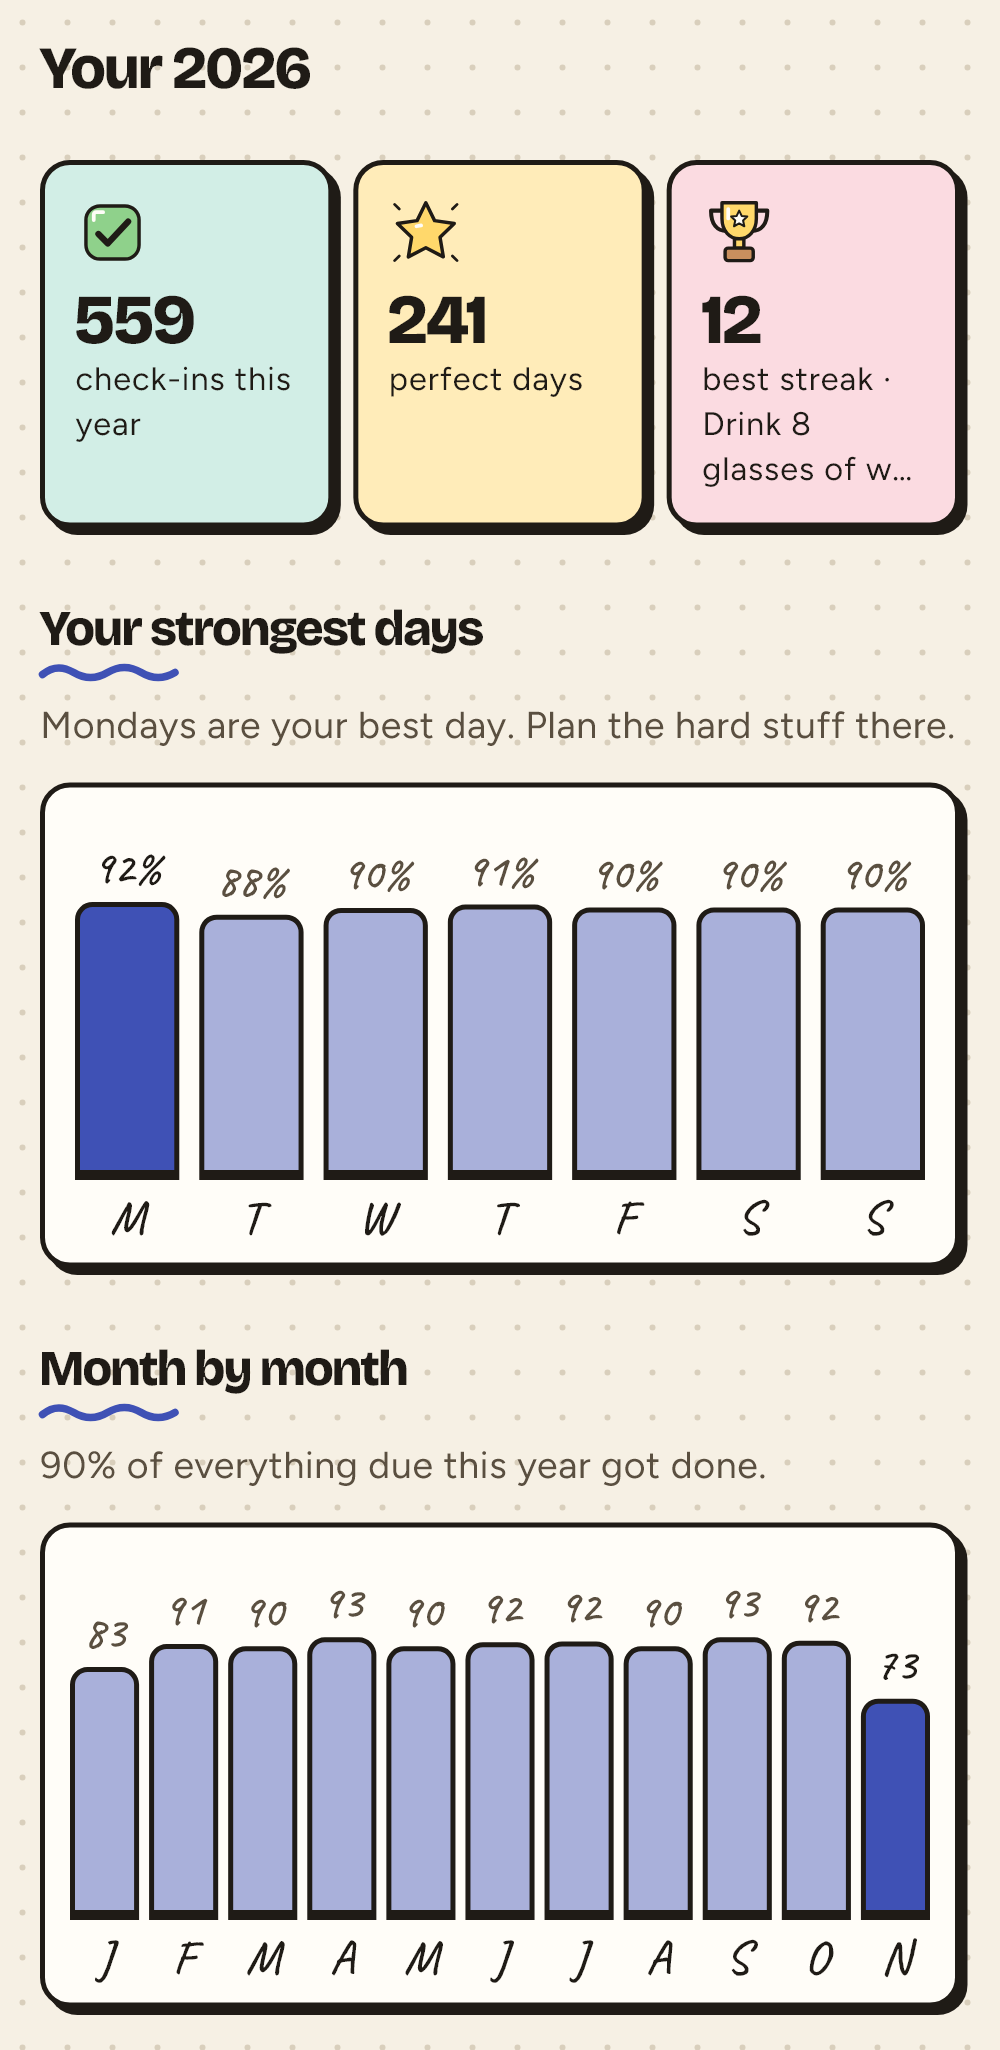 Your 2026
559
check-ins this
year
241
perfect days
12
best streak ·
Drink 8
glasses of w...
Your strongest days
Mondays are your best day. Plan the hard stuff there.
92% 88% 90% 91% 90% 90% 90%
M T W T F S S
Month by month
90% of everything due this year got done.
83 91 90 93 90 92 92 90 93 92 73
J F M A M J J A S O N